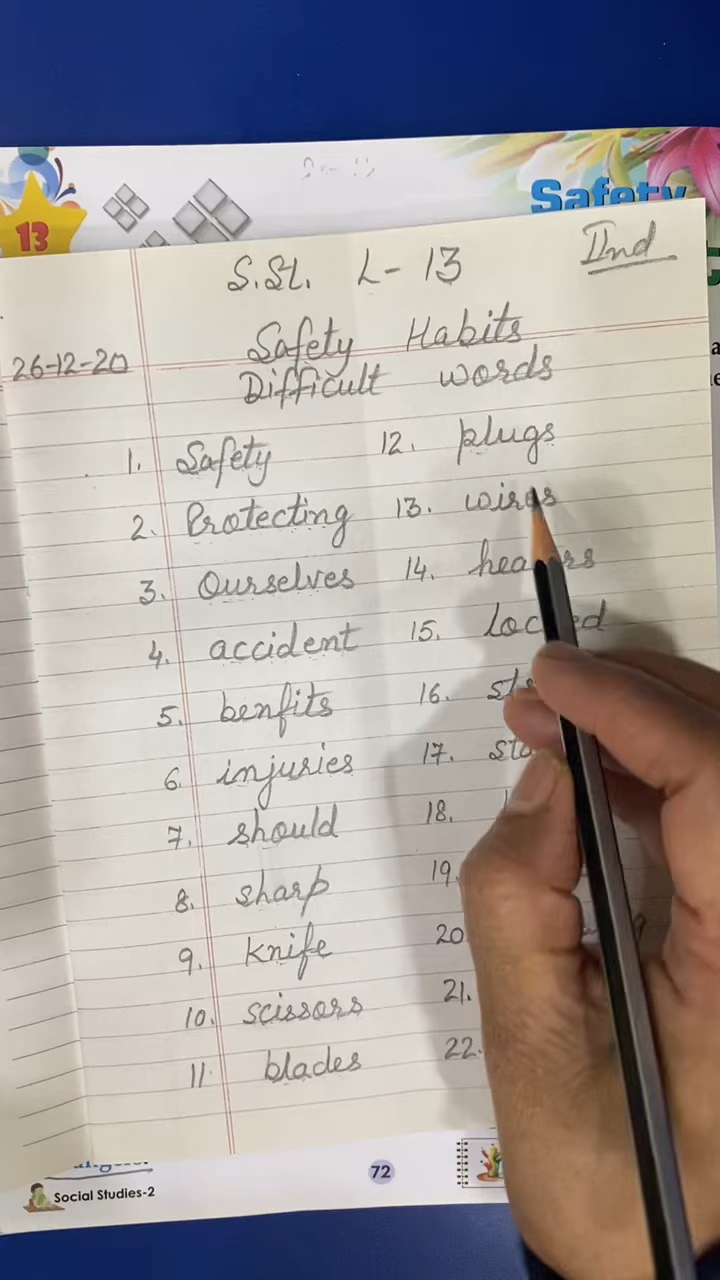 Safety
13
S.St. L-13
IInd
26-12-20
Safety Habits
Difficult words
1. Safety
2. Protecting
3. Ourselves
4. accident
5. benfits
6. injuries
7. should
8. sharp
9. Knife
10. scissors
11. blades
12. plugs
13. wires
14.
15. locked
16.
17.
18.
19.
20.
21.
22.
72
Social Studies-2